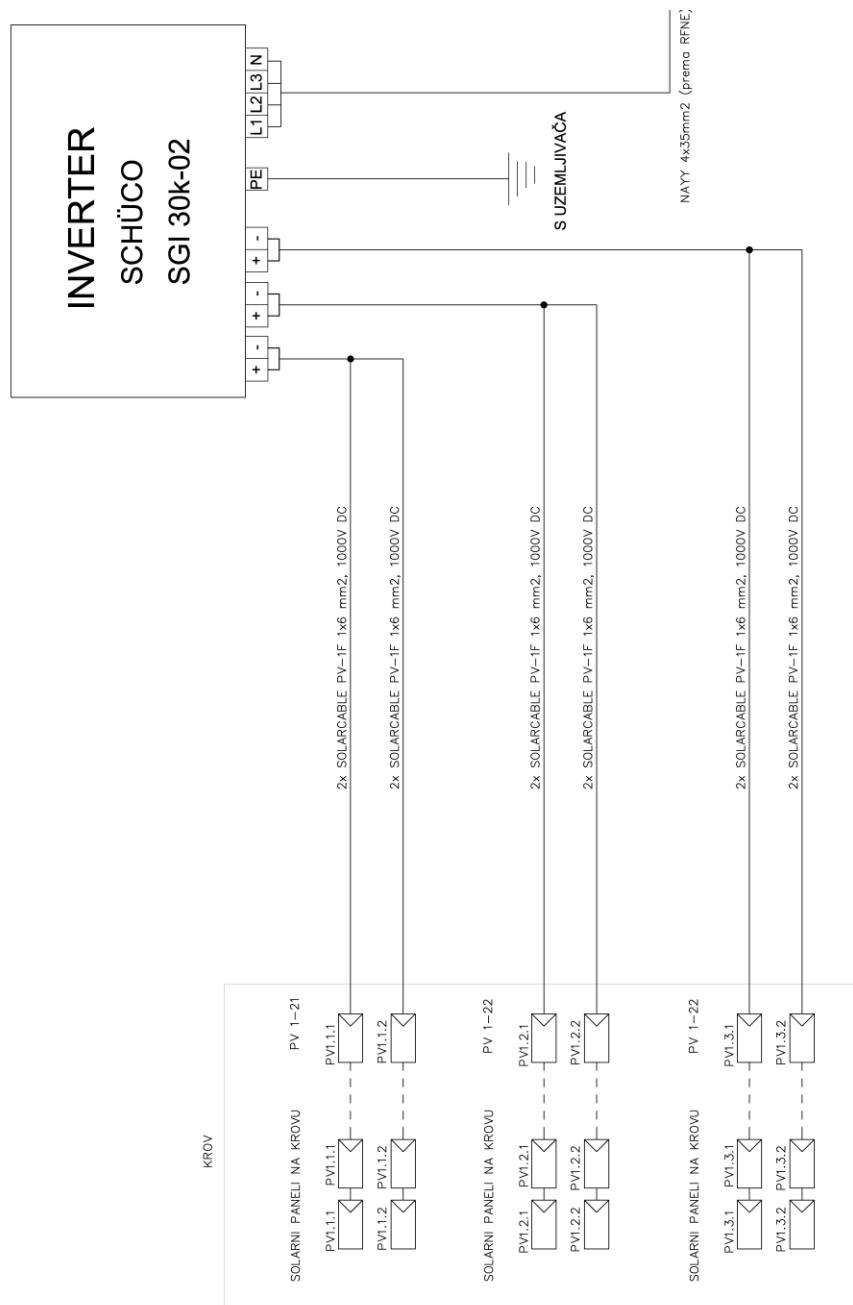 INVERTER
SCHÜCO
SGI 30k-02
L1 L2 L3 N
PE
+ -
+ -
+ -
S UZEMLJIVAČA
NAYY 4x35mm2 (prema RFNE)
2x SOLARCABLE PV-1F 1x6 mm2, 1000V DC
2x SOLARCABLE PV-1F 1x6 mm2, 1000V DC
2x SOLARCABLE PV-1F 1x6 mm2, 1000V DC
2x SOLARCABLE PV-1F 1x6 mm2, 1000V DC
2x SOLARCABLE PV-1F 1x6 mm2, 1000V DC
2x SOLARCABLE PV-1F 1x6 mm2, 1000V DC
KROV
SOLARNI PANELI NA KROVU PV 1-21
PV1.1.1 PV1.1.1 PV1.1.1
PV1.1.2 PV1.1.2 PV1.1.2
SOLARNI PANELI NA KROVU PV 1-22
PV1.2.1 PV1.2.1 PV1.2.1
PV1.2.2 PV1.2.2 PV1.2.2
SOLARNI PANELI NA KROVU PV 1-22
PV1.3.1 PV1.3.1 PV1.3.1
PV1.3.2 PV1.3.2 PV1.3.2